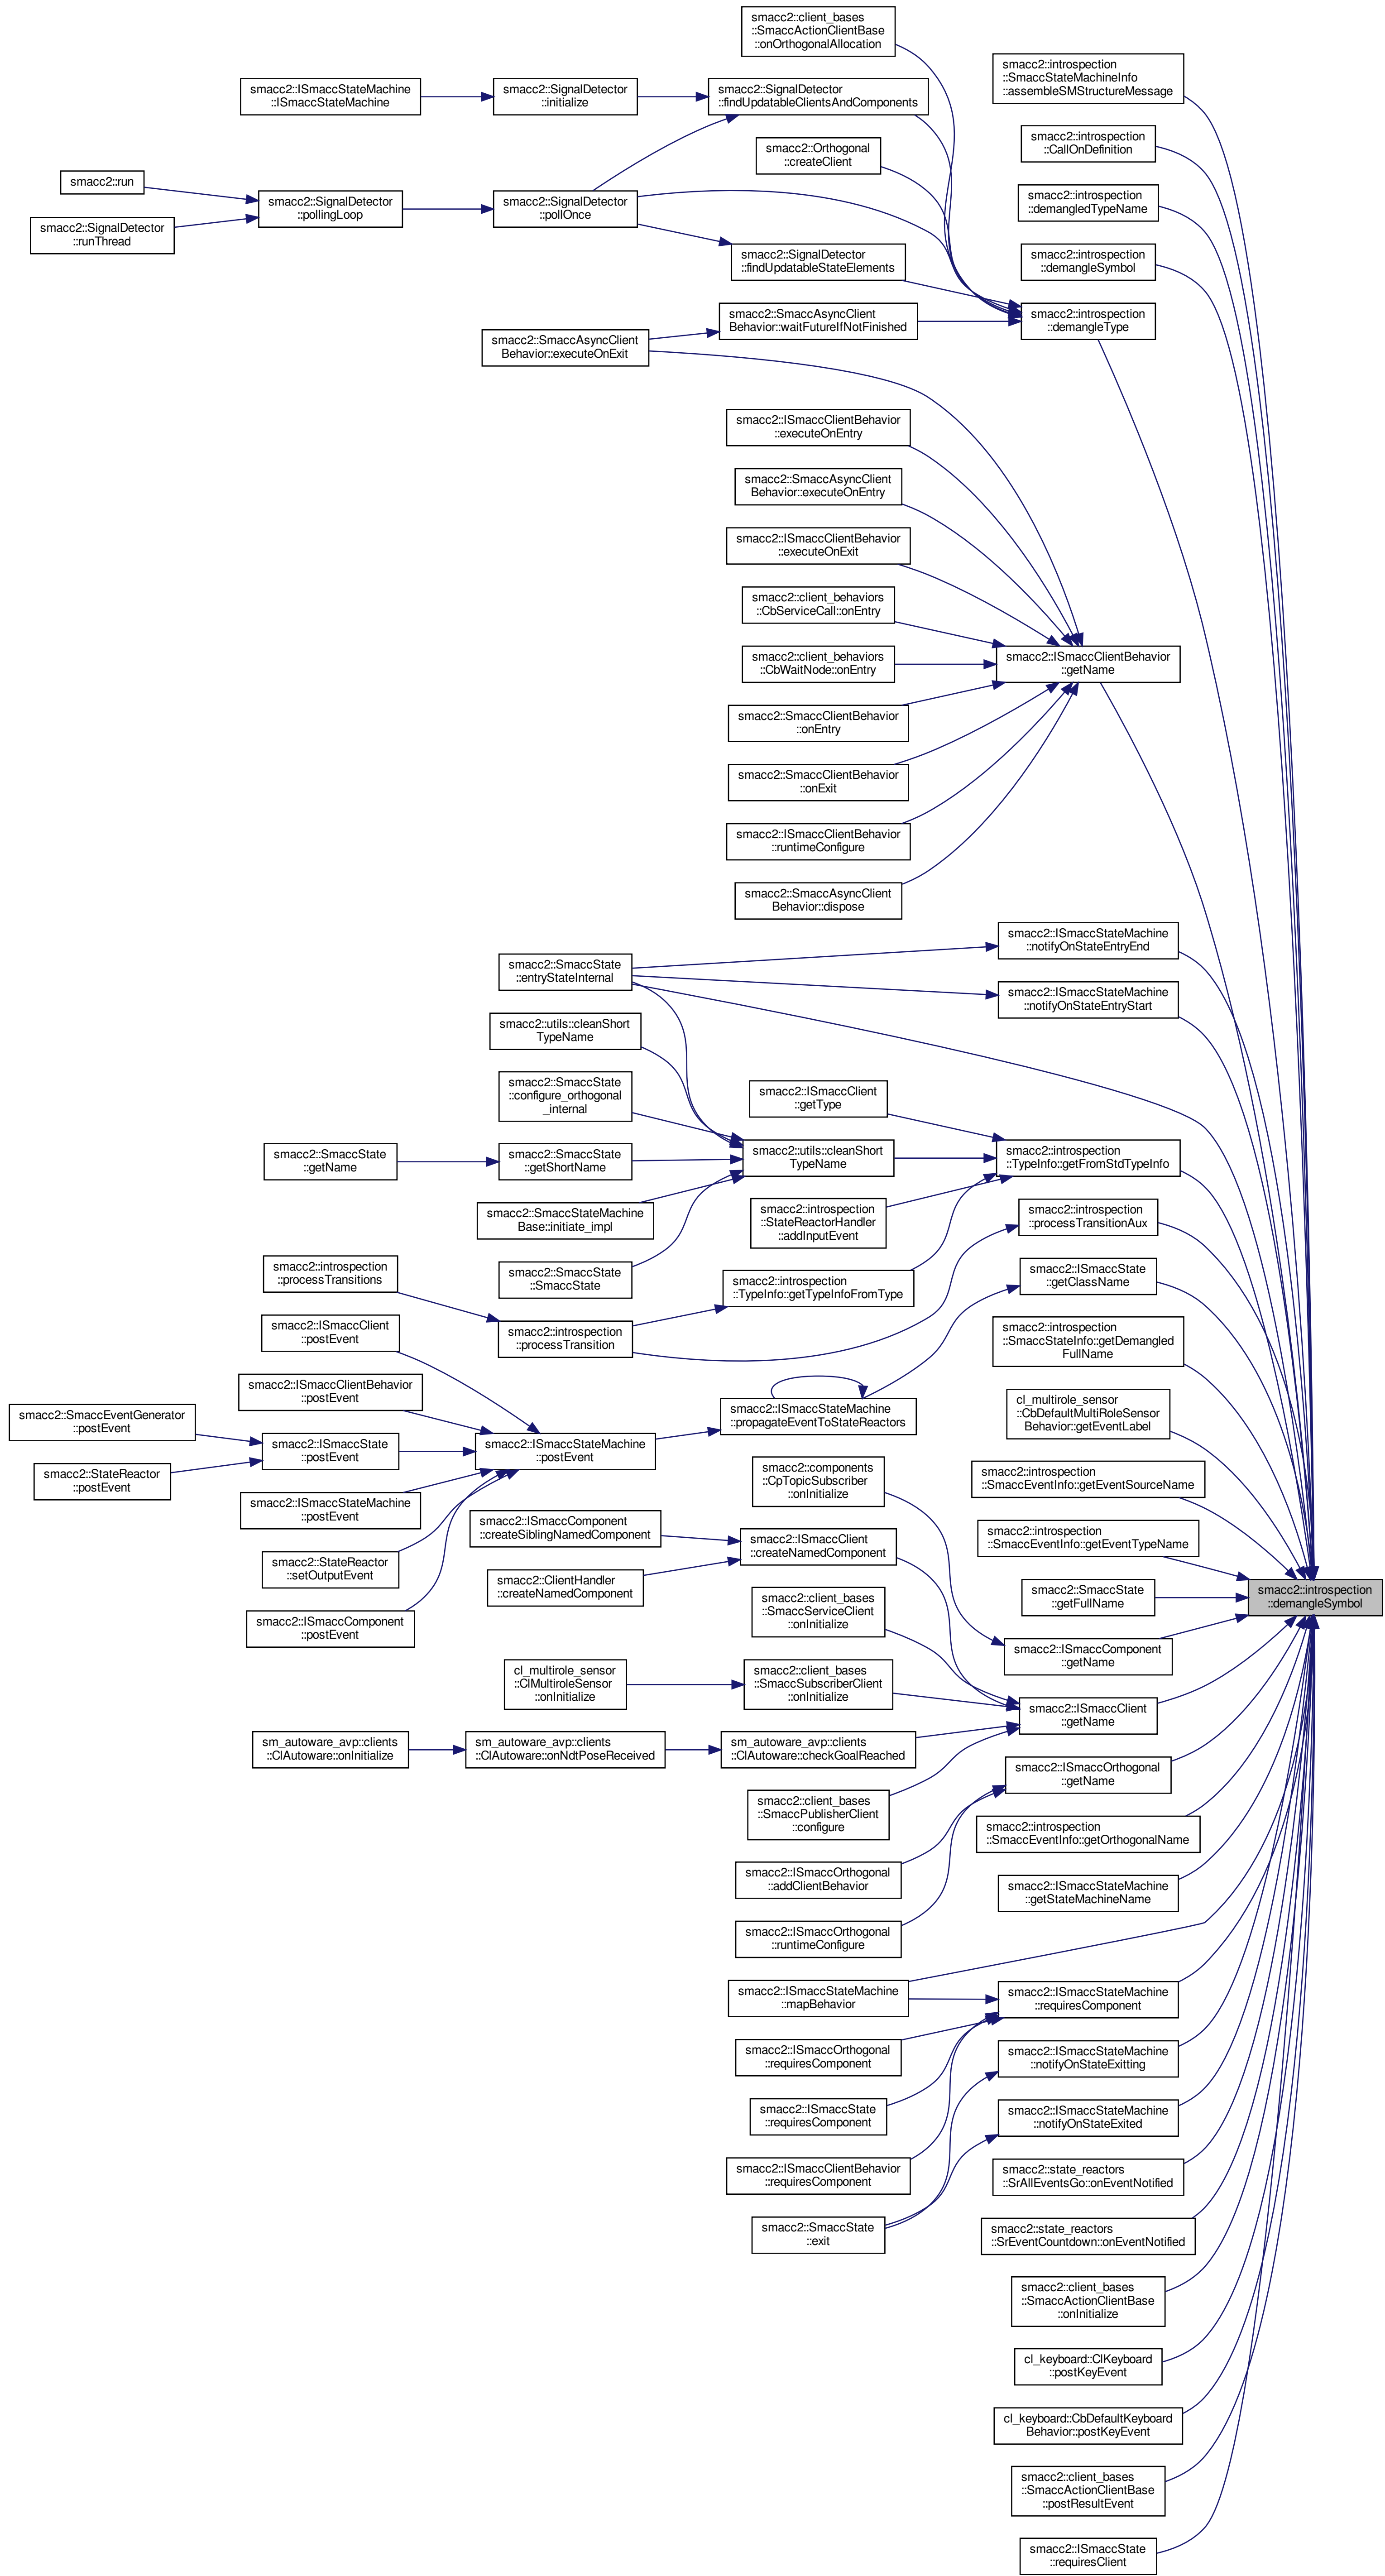 smacc2::client_bases
::SmaccActionClientBase
::onOrthogonalAllocation
smacc2::introspection
::SmaccStateMachineInfo
::assembleSMStructureMessage
smacc2::ISmaccStateMachine
::ISmaccStateMachine
smacc2::SignalDetector
::initialize
smacc2::SignalDetector
::findUpdatableClientsAndComponents
smacc2::introspection
::CallOnDefinition
smacc2::Orthogonal
::createClient
smacc2::run
smacc2::SignalDetector
::pollingLoop
smacc2::SignalDetector
::pollOnce
smacc2::introspection
::demangledTypeName
smacc2::SignalDetector
::runThread
smacc2::SignalDetector
::findUpdatableStateElements
smacc2::introspection
::demangleSymbol
smacc2::SmaccAsyncClient
Behavior::waitFutureIfNotFinished
smacc2::introspection
::demangleType
smacc2::SmaccAsyncClient
Behavior::executeOnExit
smacc2::ISmaccClientBehavior
::executeOnEntry
smacc2::SmaccAsyncClient
Behavior::executeOnEntry
smacc2::ISmaccClientBehavior
::executeOnExit
smacc2::client_behaviors
::CbServiceCall::onEntry
smacc2::client_behaviors
::CbWaitNode::onEntry
smacc2::ISmaccClientBehavior
::getName
smacc2::SmaccClientBehavior
::onEntry
smacc2::SmaccClientBehavior
::onExit
smacc2::ISmaccClientBehavior
::runtimeConfigure
smacc2::SmaccAsyncClient
Behavior::dispose
smacc2::ISmaccStateMachine
::notifyOnStateEntryEnd
smacc2::SmaccState
::entryStateInternal
smacc2::ISmaccStateMachine
::notifyOnStateEntryStart
smacc2::utils::cleanShort
TypeName
smacc2::SmaccState
::configure_orthogonal
_internal
smacc2::ISmaccClient
::getType
smacc2::SmaccState
::getName
smacc2::SmaccState
::getShortName
smacc2::utils::cleanShort
TypeName
smacc2::introspection
::TypeInfo::getFromStdTypeInfo
smacc2::SmaccStateMachine
Base::initiate_impl
smacc2::introspection
::StateReactorHandler
::addInputEvent
smacc2::introspection
::processTransitionAux
smacc2::introspection
::processTransitions
smacc2::SmaccState
::SmaccState
smacc2::introspection
::TypeInfo::getTypeInfoFromType
smacc2::ISmaccState
::getClassName
smacc2::ISmaccClient
::postEvent
smacc2::introspection
::processTransition
smacc2::introspection
::SmaccStateInfo::getDemangled
FullName
smacc2::ISmaccClientBehavior
::postEvent
smacc2::ISmaccStateMachine
::propagateEventToStateReactors
cl_multirole_sensor
::CbDefaultMultiRoleSensor
Behavior::getEventLabel
smacc2::SmaccEventGenerator
::postEvent
smacc2::ISmaccState
::postEvent
smacc2::ISmaccStateMachine
::postEvent
smacc2::StateReactor
::postEvent
smacc2::ISmaccStateMachine
::postEvent
smacc2::components
::CpTopicSubscriber
::onInitialize
smacc2::introspection
::SmaccEventInfo::getEventSourceName
smacc2::StateReactor
::setOutputEvent
smacc2::ISmaccComponent
::createSiblingNamedComponent
smacc2::ISmaccClient
::createNamedComponent
smacc2::introspection
::SmaccEventInfo::getEventTypeName
smacc2::ISmaccComponent
::postEvent
smacc2::ClientHandler
::createNamedComponent
smacc2::client_bases
::SmaccServiceClient
::onInitialize
smacc2::SmaccState
::getFullName
smacc2::introspection
::demangleSymbol
smacc2::ISmaccComponent
::getName
cl_multirole_sensor
::ClMultiroleSensor
::onInitialize
smacc2::client_bases
::SmaccSubscriberClient
::onInitialize
smacc2::ISmaccClient
::getName
sm_autoware_avp::clients
::ClAutoware::onInitialize
sm_autoware_avp::clients
::ClAutoware::onNdtPoseReceived
sm_autoware_avp::clients
::ClAutoware::checkGoalReached
smacc2::ISmaccOrthogonal
::getName
smacc2::client_bases
::SmaccPublisherClient
::configure
smacc2::introspection
::SmaccEventInfo::getOrthogonalName
smacc2::ISmaccOrthogonal
::addClientBehavior
smacc2::ISmaccStateMachine
::getStateMachineName
smacc2::ISmaccOrthogonal
::runtimeConfigure
smacc2::ISmaccStateMachine
::mapBehavior
smacc2::ISmaccStateMachine
::requiresComponent
smacc2::ISmaccOrthogonal
::requiresComponent
smacc2::ISmaccStateMachine
::notifyOnStateExitting
smacc2::ISmaccState
::requiresComponent
smacc2::ISmaccStateMachine
::notifyOnStateExited
smacc2::ISmaccClientBehavior
::requiresComponent
smacc2::state_reactors
::SrAllEventsGo::onEventNotified
smacc2::SmaccState
::exit
smacc2::state_reactors
::SrEventCountdown::onEventNotified
smacc2::client_bases
::SmaccActionClientBase
::onInitialize
cl_keyboard::ClKeyboard
::postKeyEvent
cl_keyboard::CbDefaultKeyboard
Behavior::postKeyEvent
smacc2::client_bases
::SmaccActionClientBase
::postResultEvent
smacc2::ISmaccState
::requiresClient